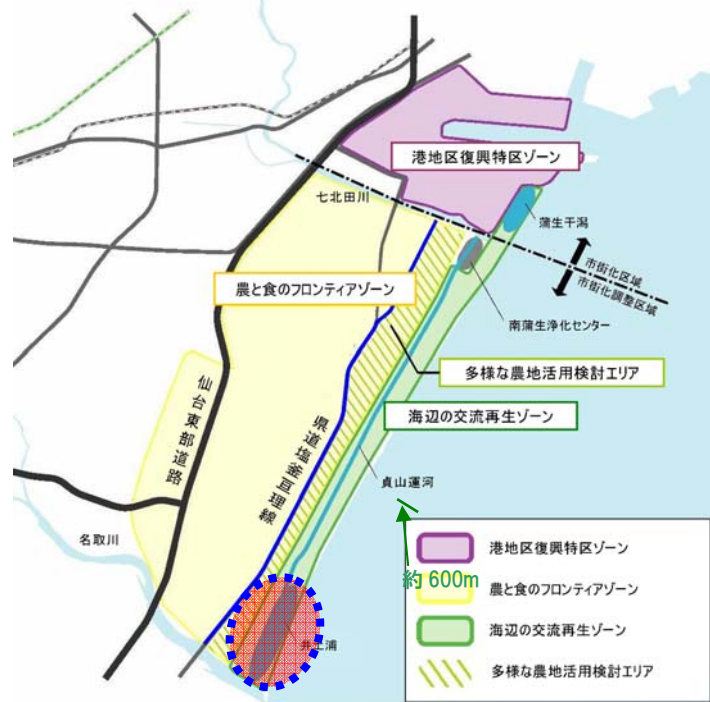 港地区復興特区ゾーン
七北田川
蒲生干潟
市街化区域
市街化調整区域
農と食のフロンティアゾーン
南蒲生浄化センター
多様な農地活用検討エリア
海辺の交流再生ゾーン
仙台東部道路
県道塩釜亘理線
貞山運河
名取川
約 600m
井土浦
港地区復興特区ゾーン
農と食のフロンティアゾーン
海辺の交流再生ゾーン
多様な農地活用検討エリア